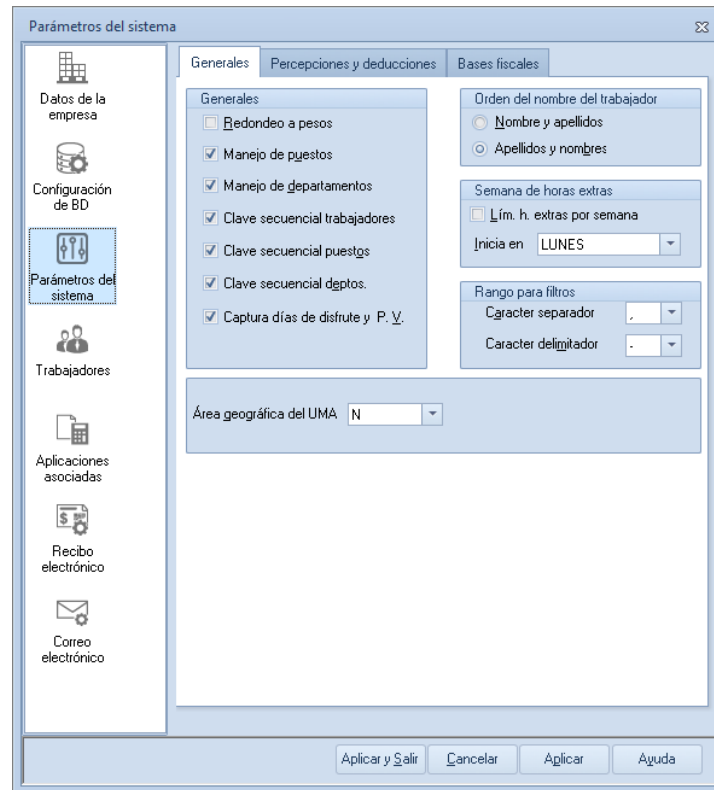 Parámetros del sistema
Datos de la
empresa
Configuración
de BD
Parámetros del
sistema
Trabajadores
Aplicaciones
asociadas
Recibo
electrónico
Correo
electrónico
Generales
Percepciones y deducciones
Bases fiscales
Generales
Redondeo a pesos
Manejo de puestos
Manejo de departamentos
Clave secuencial trabajadores
Clave secuencial puestos
Clave secuencial deptos.
Captura días de disfrute y P. V.
Orden del nombre del trabajador
Nombre y apellidos
Apellidos y nombres
Semana de horas extras
Lím. h. extras por semana
Inicia en LUNES
Rango para filtros
Caracter separador ,
Caracter delimitador -
Área geográfica del UMA N
Aplicar y Salir
Cancelar
Aplicar
Ayuda